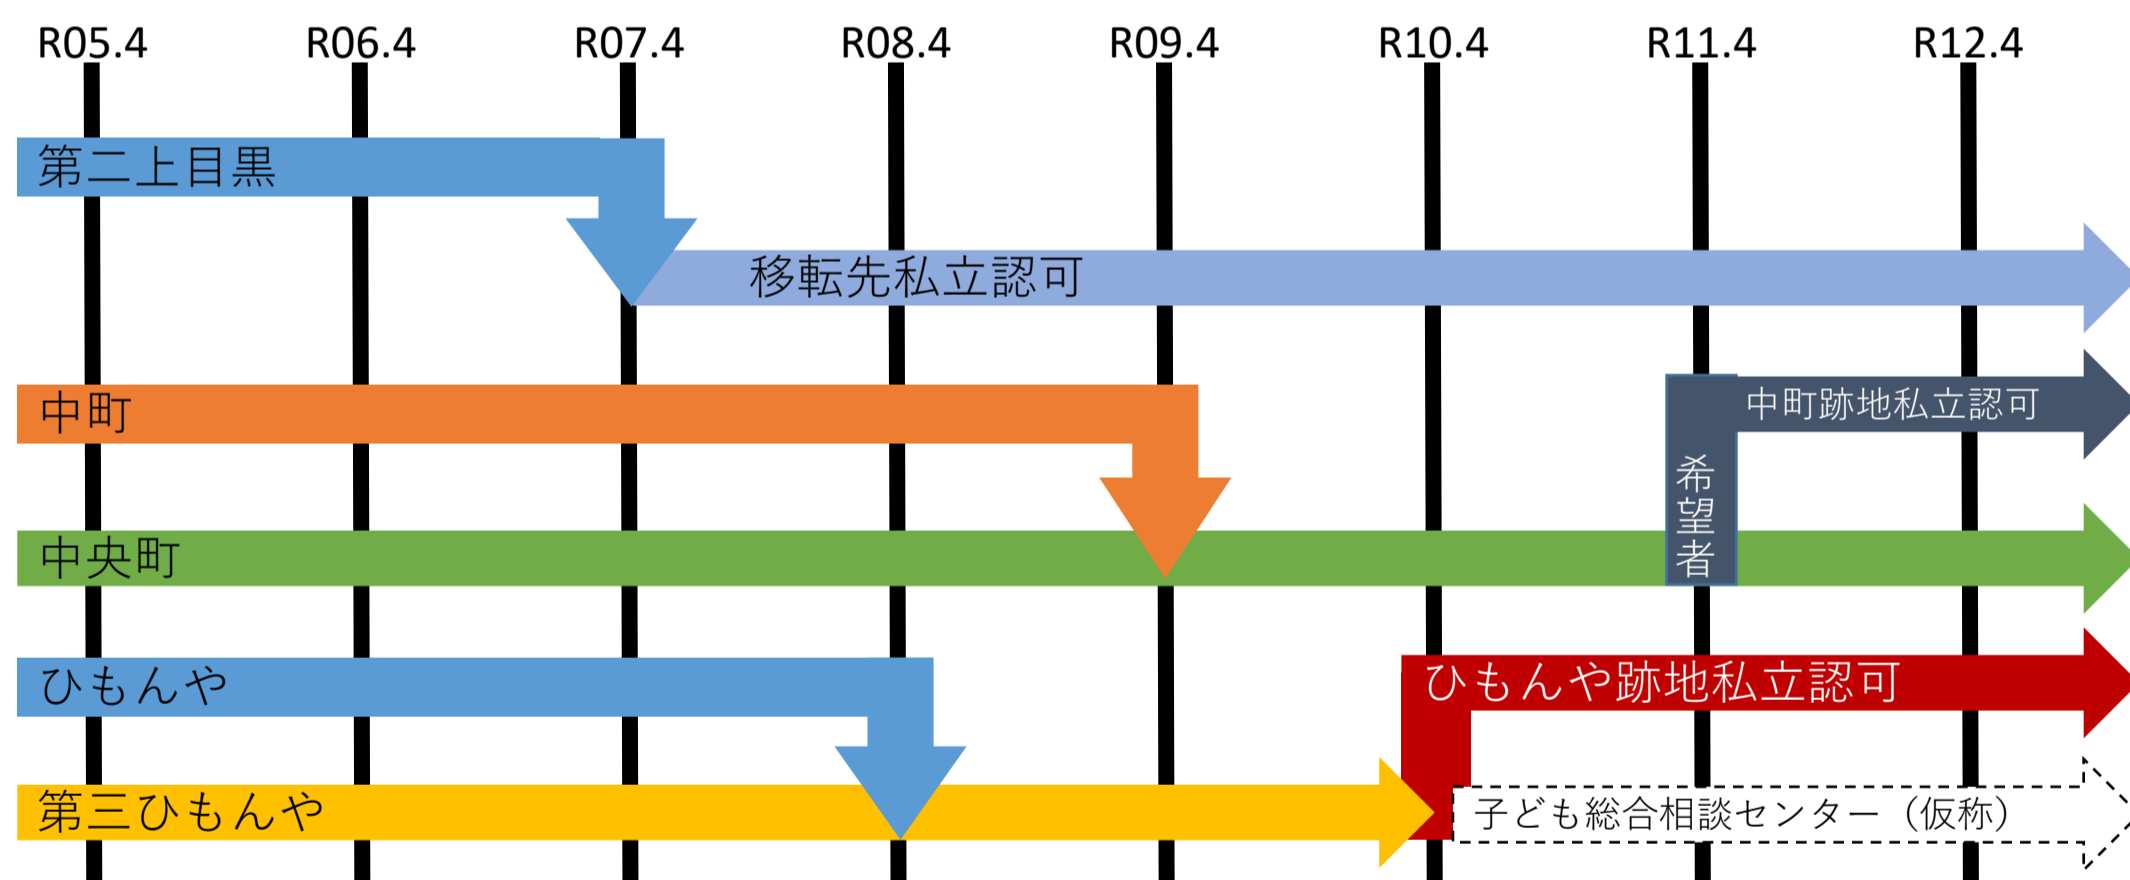 R05.4 R06.4 R07.4 R08.4 R09.4 R10.4 R11.4 R12.4
第二上目黒
移転先私立認可
中町
中町跡地私立認可
希望者
中央町
ひもんや
ひもんや跡地私立認可
第三ひもんや
子ども総合相談センター（仮称）